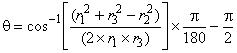 θ = cos⁻¹[(r₁² + r₃² − r₂²) / (2 × r₁ × r₃)] × π/180 − π/2